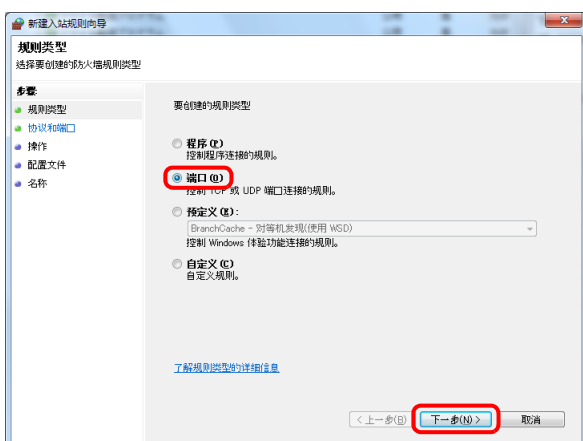 新建入站规则向导
规则类型
选择要创建的防火墙规则类型
步骤:
规则类型
协议和端口
操作
配置文件
名称
要创建的规则类型
程序(P)
控制程序连接的规则。
端口(O)
控制 TCP 或 UDP 端口连接的规则。
预定义(E):
BranchCache - 对等机发现(使用 WSD)
控制 Windows 体验功能连接的规则。
自定义(C)
自定义规则。
了解规则类型的详细信息
< 上一步(B) 下一步(N) > 取消